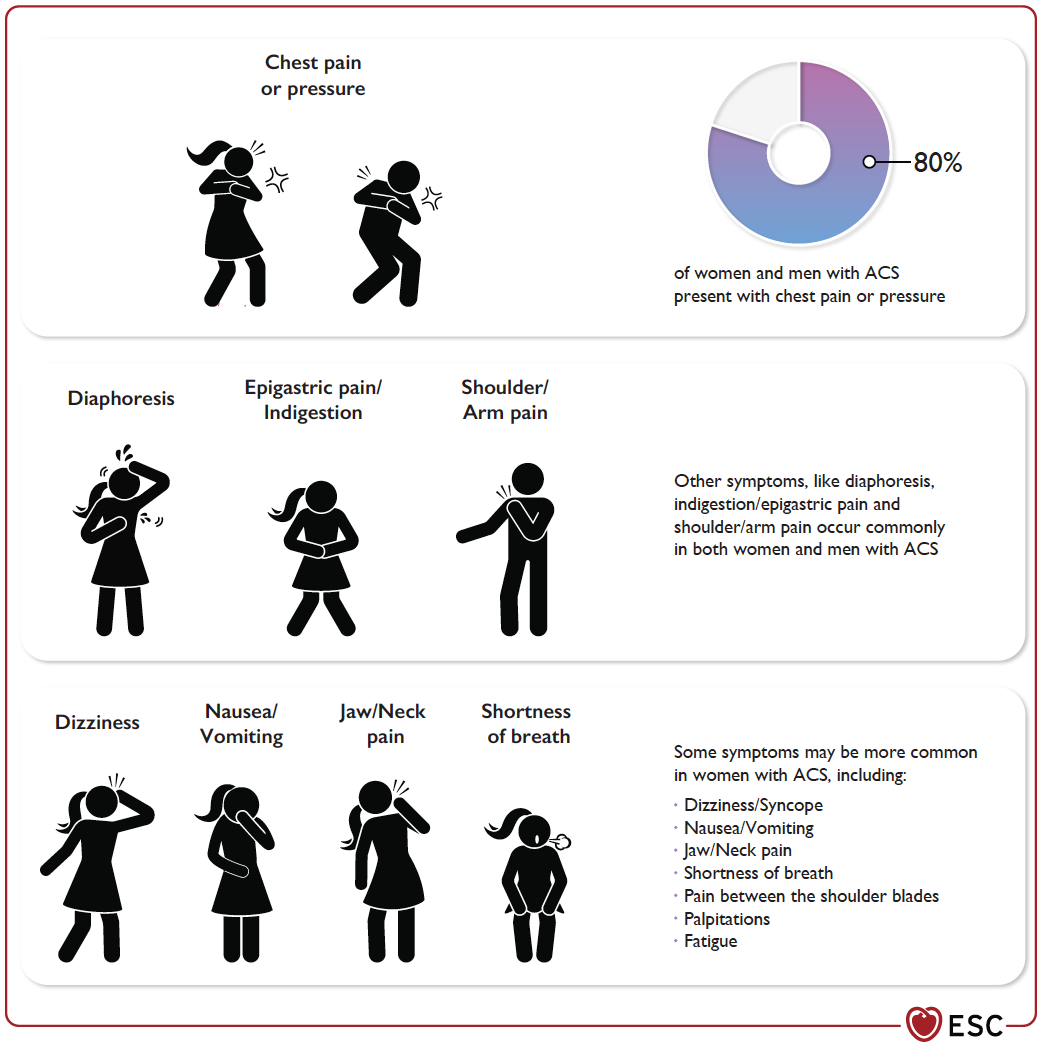 Chest pain
or pressure
80%
of women and men with ACS
present with chest pain or pressure
Diaphoresis
Epigastric pain/
Indigestion
Shoulder/
Arm pain
Other symptoms, like diaphoresis,
indigestion/epigastric pain and
shoulder/arm pain occur commonly
in both women and men with ACS
Dizziness
Nausea/
Vomiting
Jaw/Neck
pain
Shortness
of breath
Some symptoms may be more common
in women with ACS, including:
· Dizziness/Syncope
· Nausea/Vomiting
· Jaw/Neck pain
· Shortness of breath
· Pain between the shoulder blades
· Palpitations
· Fatigue
ESC